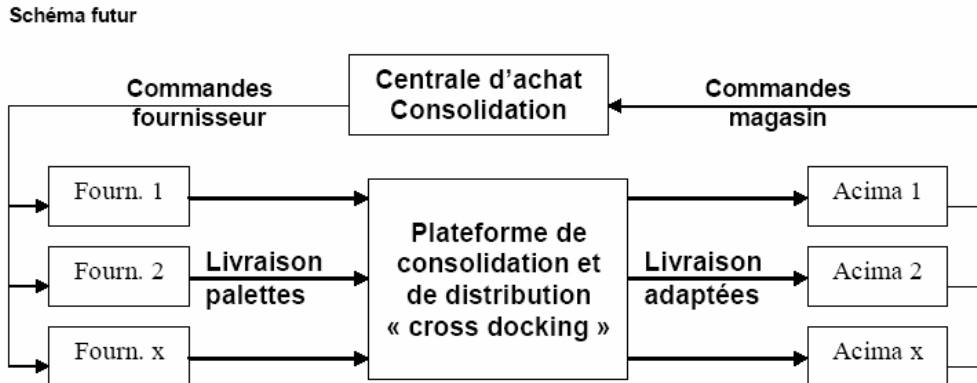 Schéma futur
Centrale d'achat
Consolidation
Commandes
fournisseur
Commandes
magasin
Fourn. 1
Fourn. 2
Fourn. x
Livraison
palettes
Plateforme de
consolidation et
de distribution
« cross docking »
Livraison
adaptées
Acima 1
Acima 2
Acima x